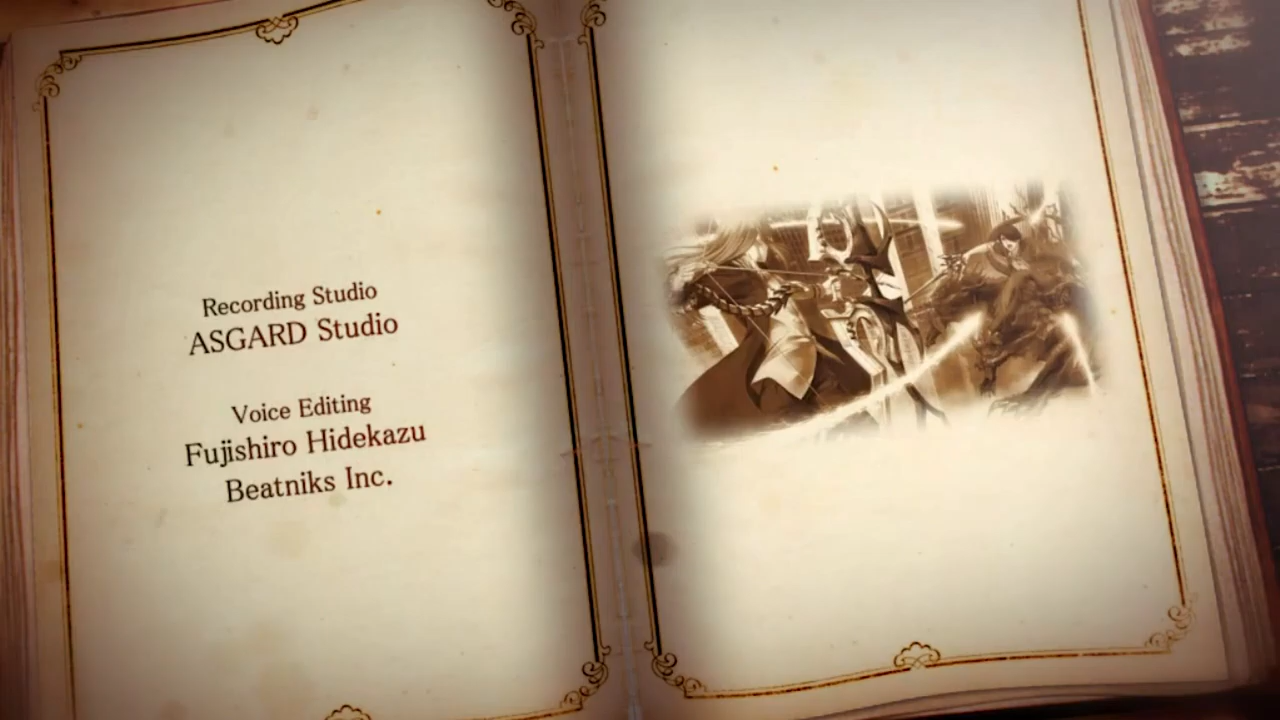 Recording Studio
ASGARD Studio
Voice Editing
Fujishiro Hidekazu
Beatniks Inc.